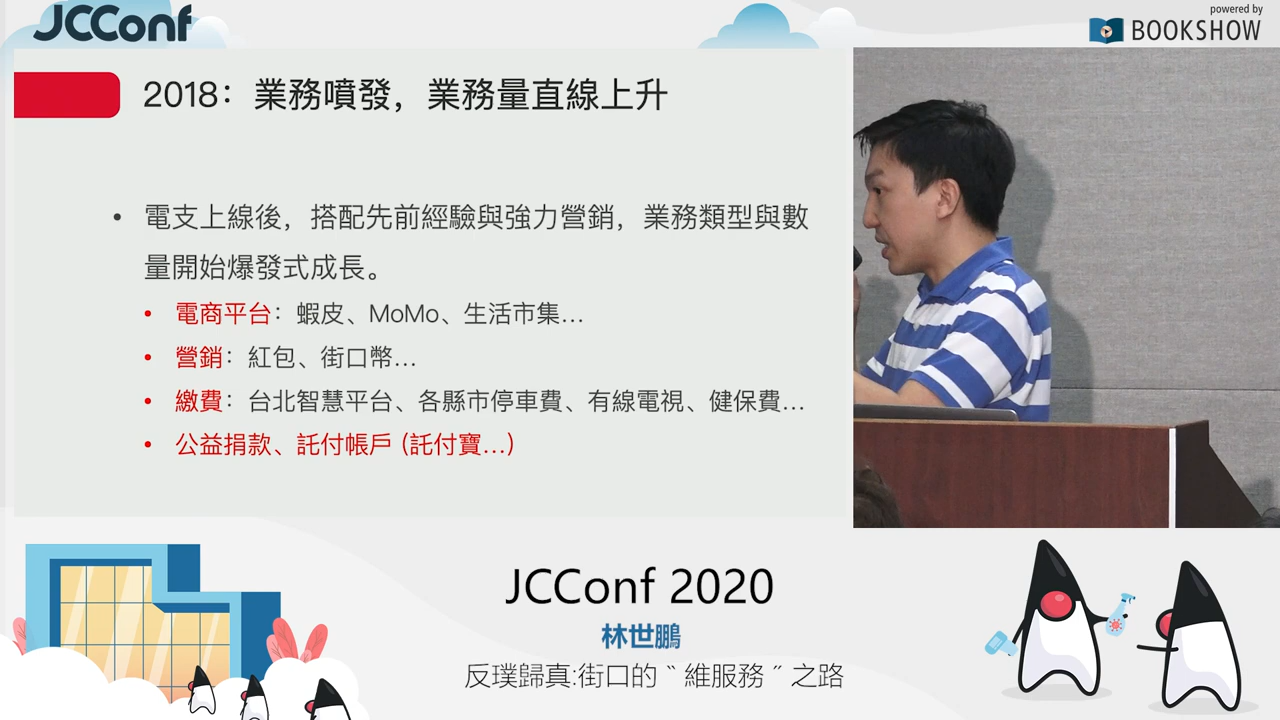 JCConf
powered by
BOOKSHOW
2018：業務噴發，業務量直線上升
• 電支上線後，搭配先前經驗與強力營銷，業務類型與數
量開始爆發式成長。
• 電商平台：蝦皮、MoMo、生活市集…
• 營銷：紅包、街口幣…
• 繳費：台北智慧平台、各縣市停車費、有線電視、健保費…
• 公益捐款、託付帳戶 (託付寶…)
JCConf 2020
林世鵬
反璞歸真:街口的〝維服務〞之路